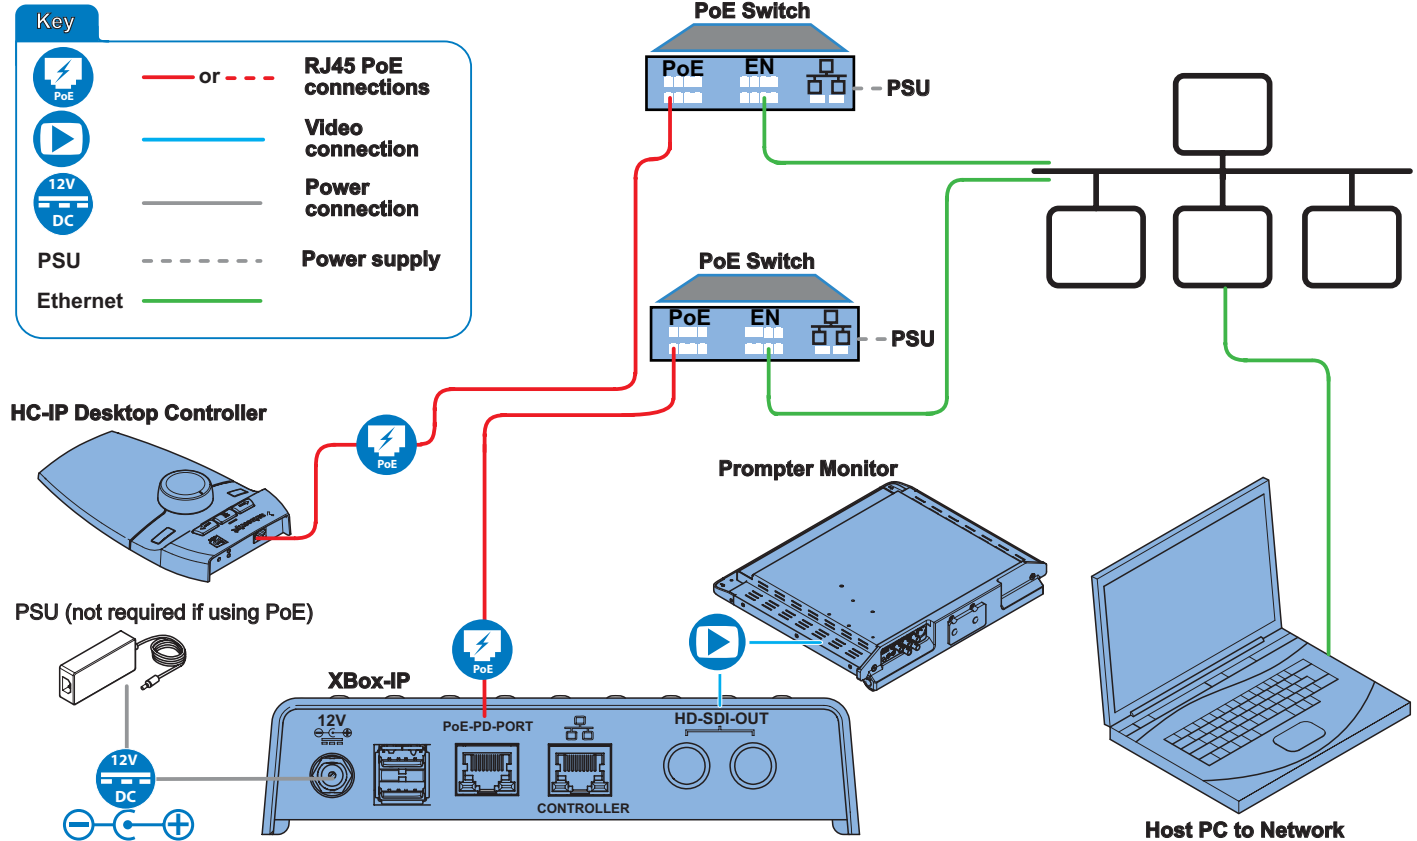 Key
PoE
or
RJ45 PoE
connections
Video
connection
12V
DC
Power
connection
PSU
Power supply
Ethernet
PoE Switch
PoE
EN
PSU
PoE Switch
PoE
EN
PSU
HC-IP Desktop Controller
PoE
Prompter Monitor
PSU (not required if using PoE)
PoE
XBox-IP
12V
PoE-PD-PORT
HD-SDI-OUT
CONTROLLER
12V
DC
Host PC to Network